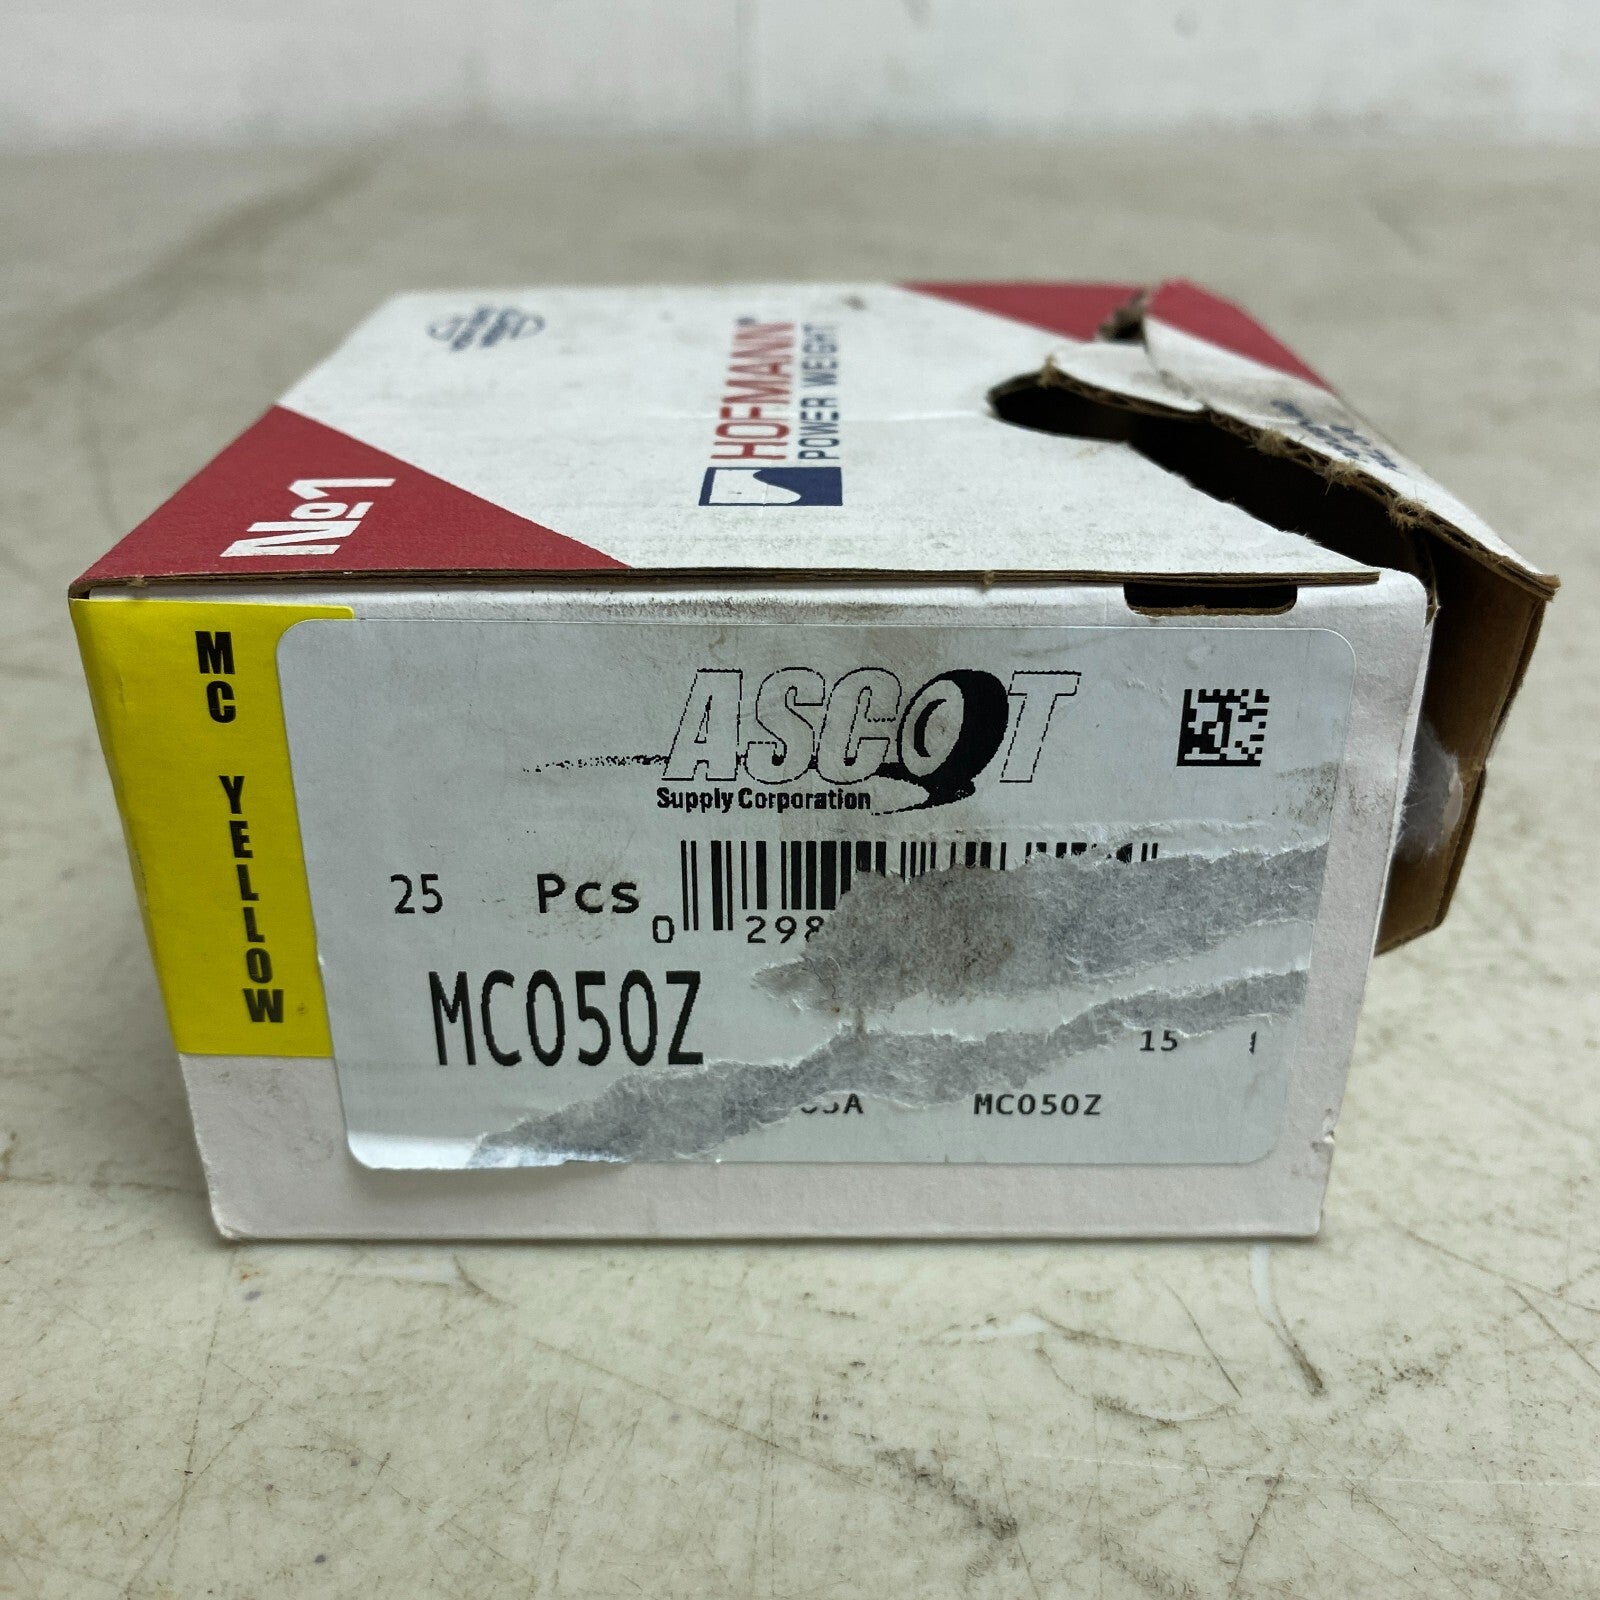 No1
HOFMANN®
POWER WEIGHT
MC YELLOW
ASCOT
Supply Corporation
25 Pcs
0 298
MC050Z
15
MC050Z